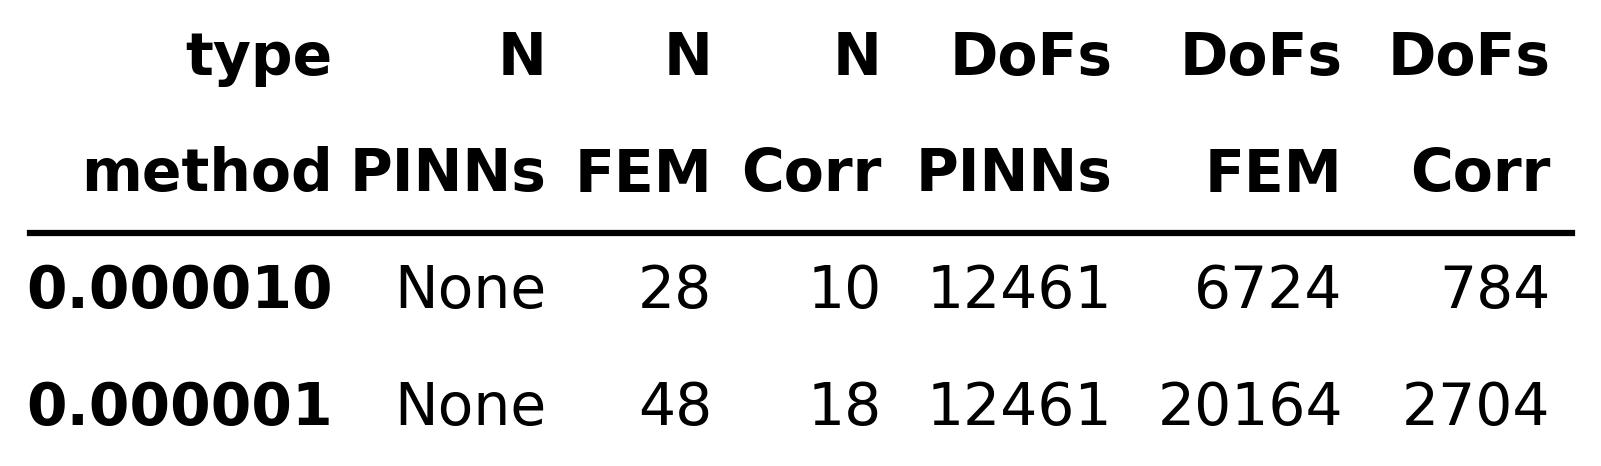 type N N N DoFs DoFs DoFs
method PINNs FEM Corr PINNs FEM Corr
0.000010 None 28 10 12461 6724 784
0.000001 None 48 18 12461 20164 2704